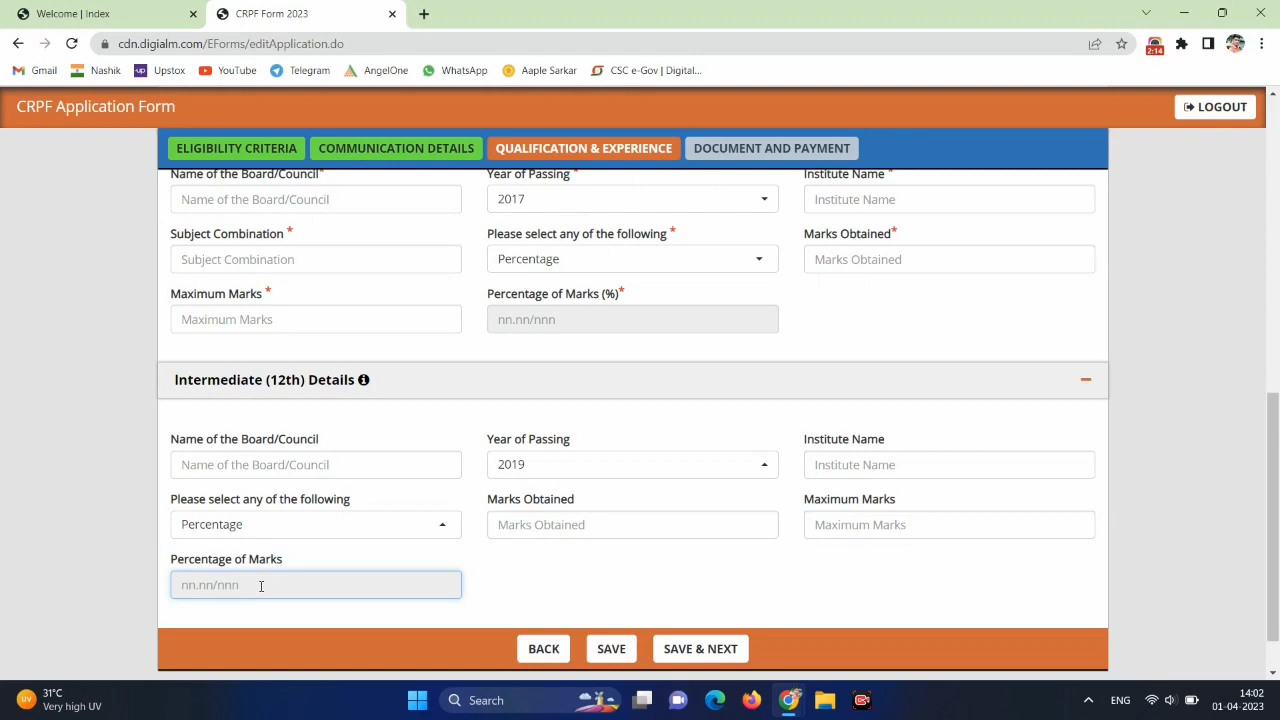 Welcome | Index
CRPF Form 2023
cdn.digialm.com/EForms/editApplication.do
2:14
Gmail
Nashik
up
Upstox
YouTube
Telegram
AngelOne
WhatsApp
Aaple Sarkar
CSC e-Gov | Digital...
CRPF Application Form
LOGOUT
ELIGIBILITY CRITERIA
COMMUNICATION DETAILS
QUALIFICATION & EXPERIENCE
DOCUMENT AND PAYMENT
Name of the Board/Council*
Year of Passing *
Institute Name *
Name of the Board/Council
2017
Institute Name
Subject Combination *
Please select any of the following *
Marks Obtained*
Subject Combination
Percentage
Marks Obtained
Maximum Marks *
Percentage of Marks (%)*
Maximum Marks
nn.nn/nnn
Intermediate (12th) Details
Name of the Board/Council
Year of Passing
Institute Name
Name of the Board/Council
2019
Institute Name
Please select any of the following
Marks Obtained
Maximum Marks
Percentage
Marks Obtained
Maximum Marks
Percentage of Marks
nn.nn/nnn
BACK
SAVE
SAVE & NEXT
UV
31°C
Very high UV
Search
ENG
14:02
01-04-2023